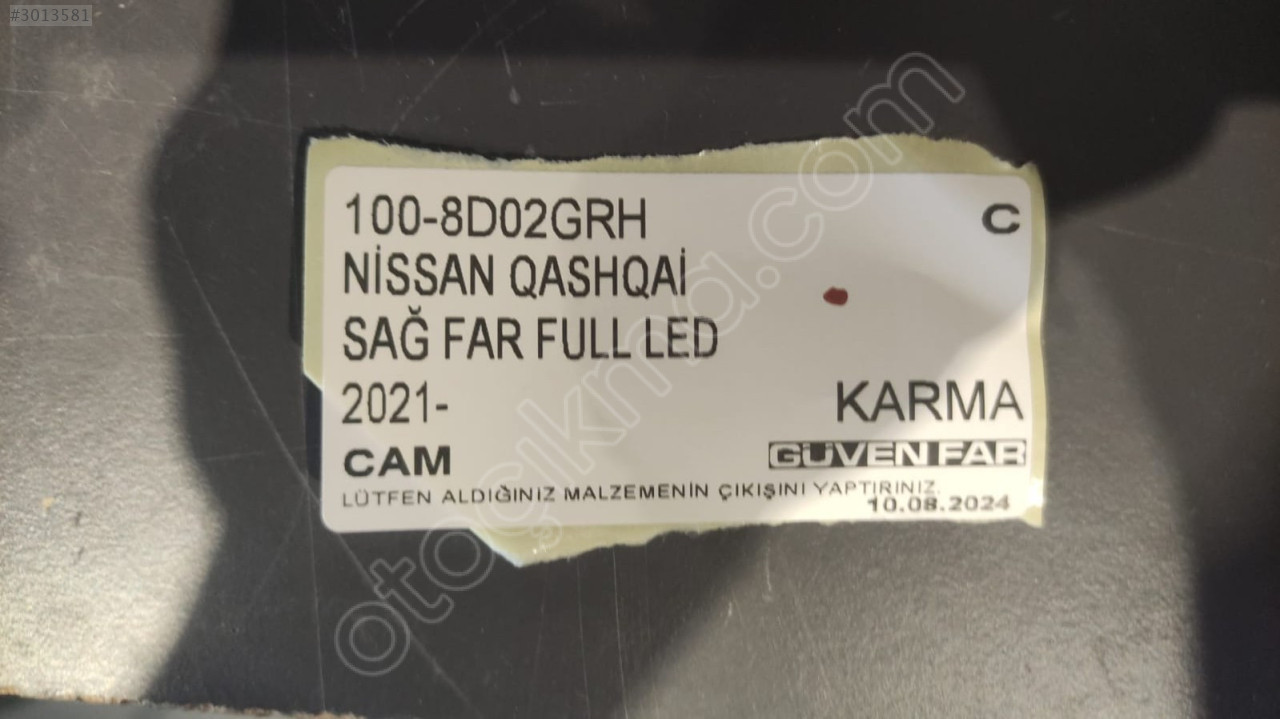 #3013581
100-8D02GRH
C
NİSSAN QASHQAİ
SAĞ FAR FULL LED
2021-
KARMA
CAM
GÜVEN FAR
LÜTFEN ALDIĞINIZ MALZEMENİN ÇIKIŞINI YAPTIRINIZ.
10.08.2024
otoçıkma.com